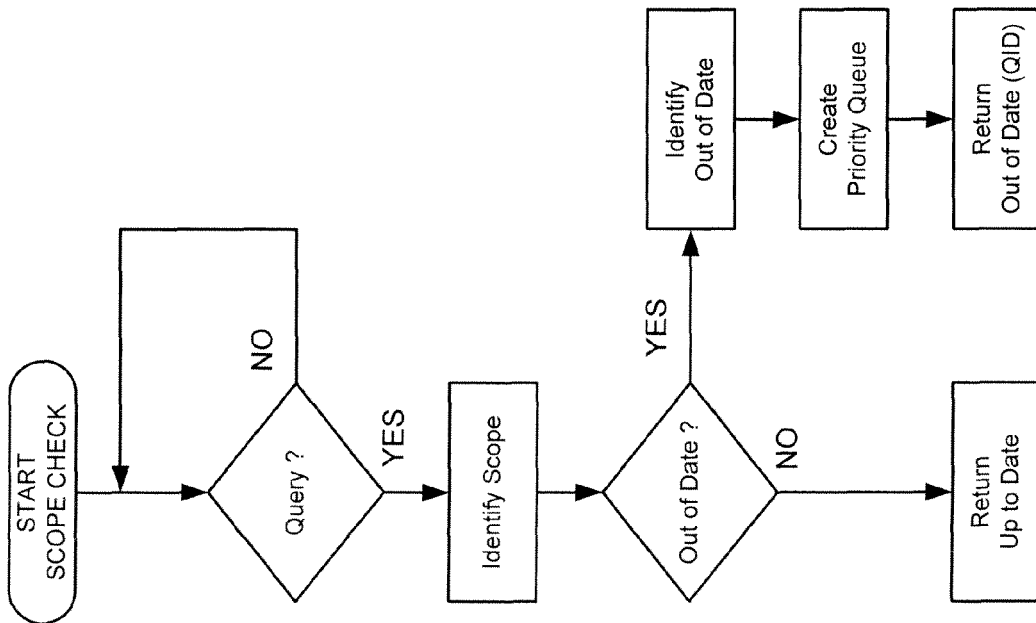 START
SCOPE CHECK
Query ?
NO
YES
Identify Scope
Out of Date ?
YES
NO
Identify
Out of Date
Create
Priority Queue
Return
Out of Date (QID)
Return
Up to Date